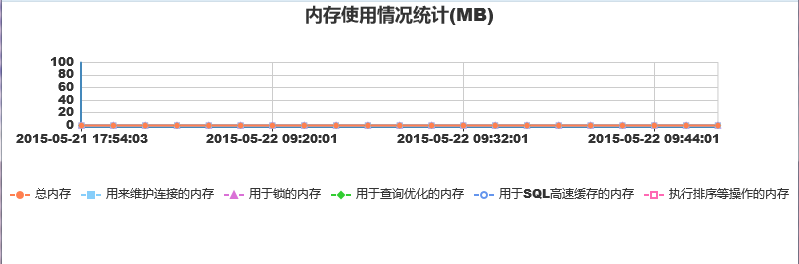 内存使用情况统计(MB)
100
80
60
40
20
0
2015-05-21 17:54:03 2015-05-22 09:20:01 2015-05-22 09:32:01 2015-05-22 09:44:01
总内存 用来维护连接的内存 用于锁的内存 用于查询优化的内存 用于SQL高速缓存的内存 执行排序等操作的内存